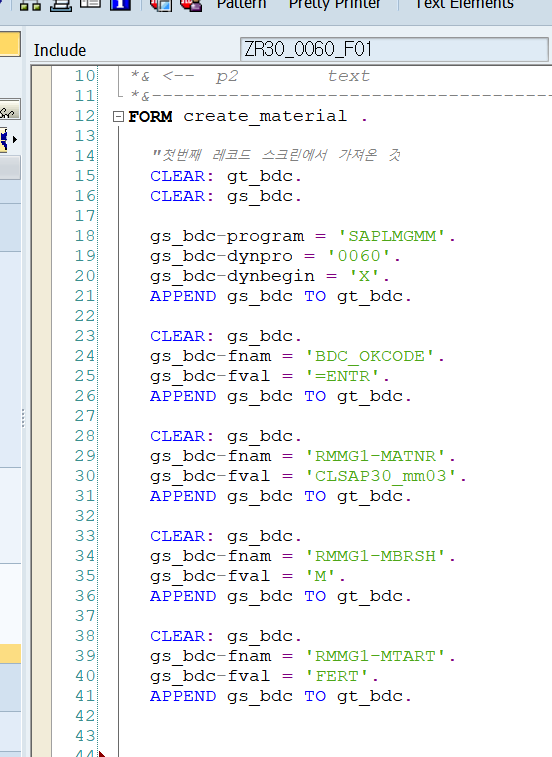 Pattern Pretty Printer Text Elements
Include ZR30_0060_F01
10 *& <-- p2 text
11 *&---------------------------------------------
12 FORM create_material .
13
14 "첫번째 레코드 스크린에서 가져온 것
15 CLEAR: gt_bdc.
16 CLEAR: gs_bdc.
17
18 gs_bdc-program = 'SAPLMGMM'.
19 gs_bdc-dynpro = '0060'.
20 gs_bdc-dynbegin = 'X'.
21 APPEND gs_bdc TO gt_bdc.
22
23 CLEAR: gs_bdc.
24 gs_bdc-fnam = 'BDC_OKCODE'.
25 gs_bdc-fval = '=ENTR'.
26 APPEND gs_bdc TO gt_bdc.
27
28 CLEAR: gs_bdc.
29 gs_bdc-fnam = 'RMMG1-MATNR'.
30 gs_bdc-fval = 'CLSAP30_mm03'.
31 APPEND gs_bdc TO gt_bdc.
32
33 CLEAR: gs_bdc.
34 gs_bdc-fnam = 'RMMG1-MBRSH'.
35 gs_bdc-fval = 'M'.
36 APPEND gs_bdc TO gt_bdc.
37
38 CLEAR: gs_bdc.
39 gs_bdc-fnam = 'RMMG1-MTART'.
40 gs_bdc-fval = 'FERT'.
41 APPEND gs_bdc TO gt_bdc.
42
43
44